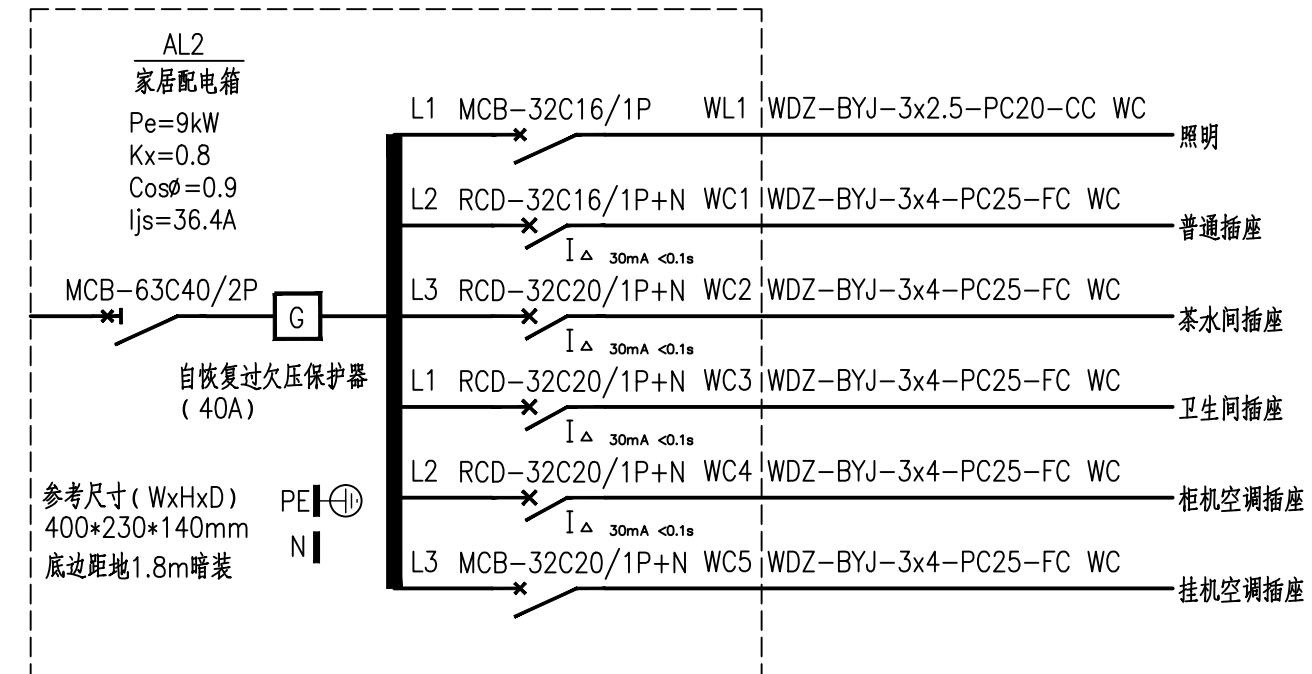 AL2
家居配电箱
Pe=9kW
Kx=0.8
Cosø=0.9
Ijs=36.4A
MCB-63C40/2P
G
自恢复过欠压保护器
(40A)
参考尺寸(WxHxD)
400*230*140mm
底边距地1.8m暗装
PE
N
L1 MCB-32C16/1P WL1 WDZ-BYJ-3x2.5-PC20-CC WC
照明
L2 RCD-32C16/1P+N WC1 WDZ-BYJ-3x4-PC25-FC WC
普通插座
I△ 30mA <0.1s
L3 RCD-32C20/1P+N WC2 WDZ-BYJ-3x4-PC25-FC WC
茶水间插座
I△ 30mA <0.1s
L1 RCD-32C20/1P+N WC3 WDZ-BYJ-3x4-PC25-FC WC
卫生间插座
I△ 30mA <0.1s
L2 RCD-32C20/1P+N WC4 WDZ-BYJ-3x4-PC25-FC WC
柜机空调插座
I△ 30mA <0.1s
L3 MCB-32C20/1P+N WC5 WDZ-BYJ-3x4-PC25-FC WC
挂机空调插座